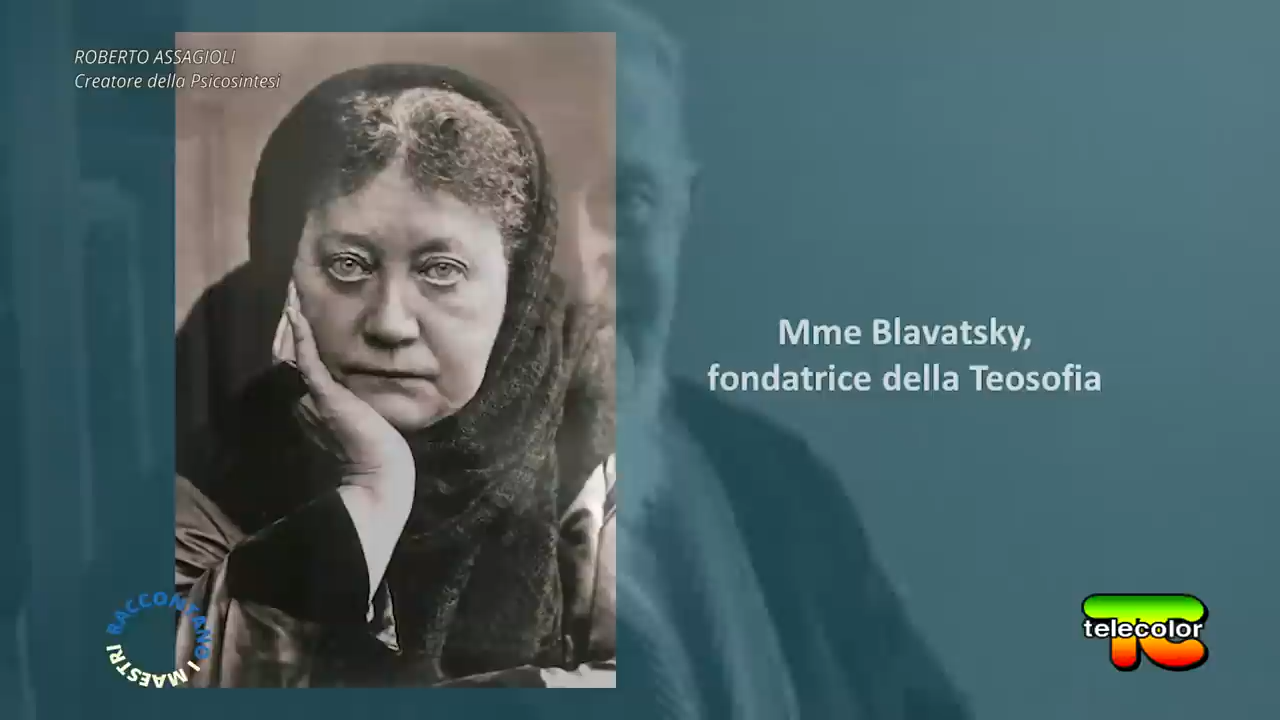 ROBERTO ASSAGIOLI
Creatore della Psicosintesi
Mme Blavatsky,
fondatrice della Teosofia
RACCONTANO I MAESTRI
telecolor